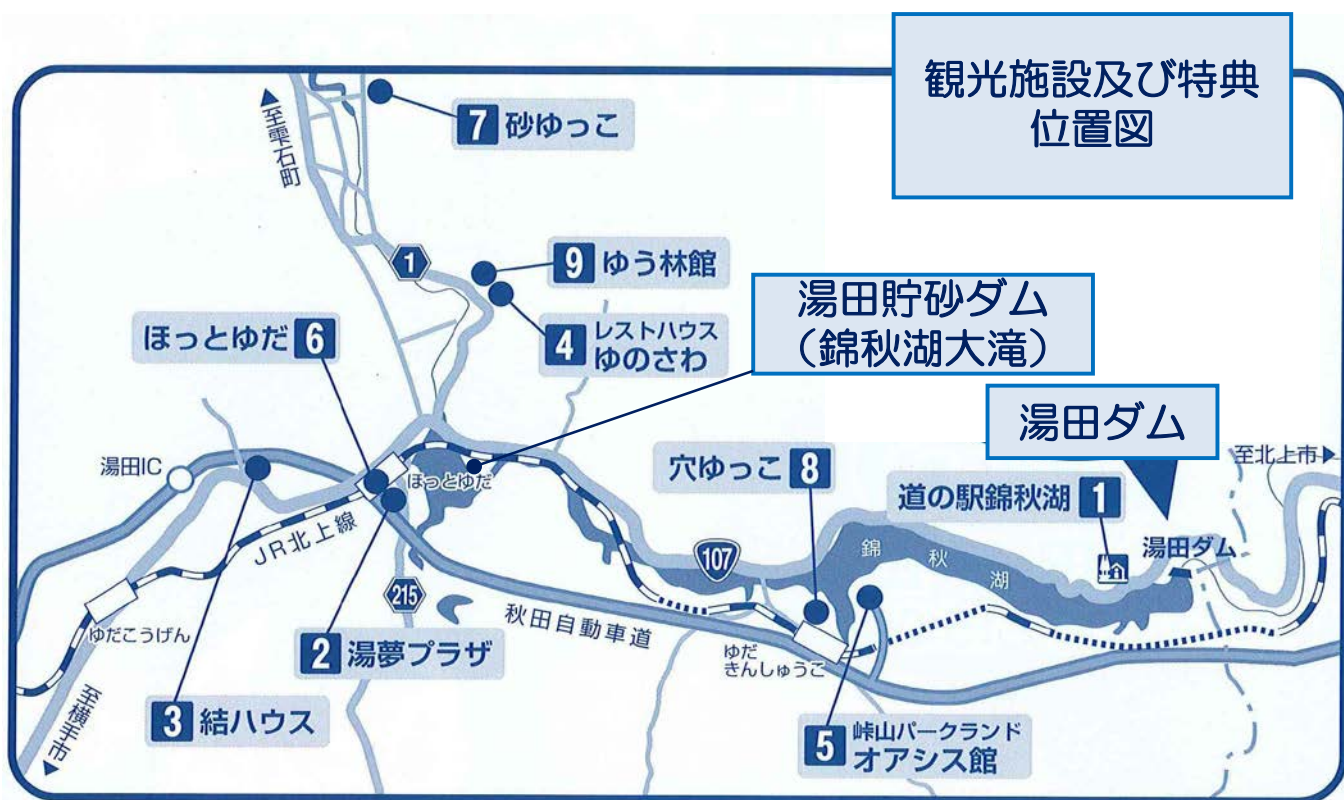 観光施設及び特典
位置図
▲至雫石町
7 砂ゆっこ
1
9 ゆう林館
4 レストハウス
ゆのさわ
湯田貯砂ダム
(錦秋湖大滝)
ほっとゆだ 6
湯田ダム
湯田IC
ほっとゆだ
穴ゆっこ 8
道の駅錦秋湖 1
至北上市▶
湯田ダム
錦秋湖
107
JR北上線
215
秋田自動車道
ゆだこうげん
2 湯夢プラザ
ゆだ
きんしゅうこ
3 結ハウス
至横手市▼
5 峠山パークランド
オアシス館